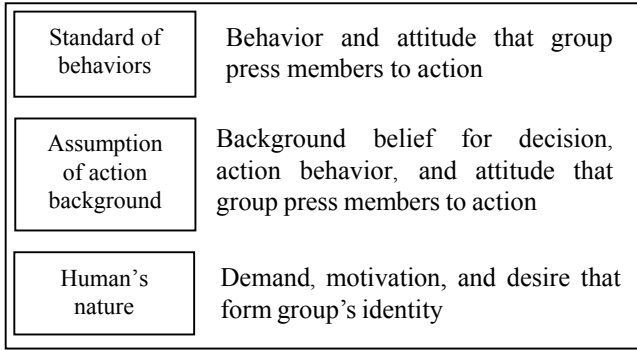 Standard of
behaviors
Behavior and attitude that group
press members to action
Assumption
of action
background
Background belief for decision,
action behavior, and attitude that
group press members to action
Human’s
nature
Demand, motivation, and desire that
form group’s identity